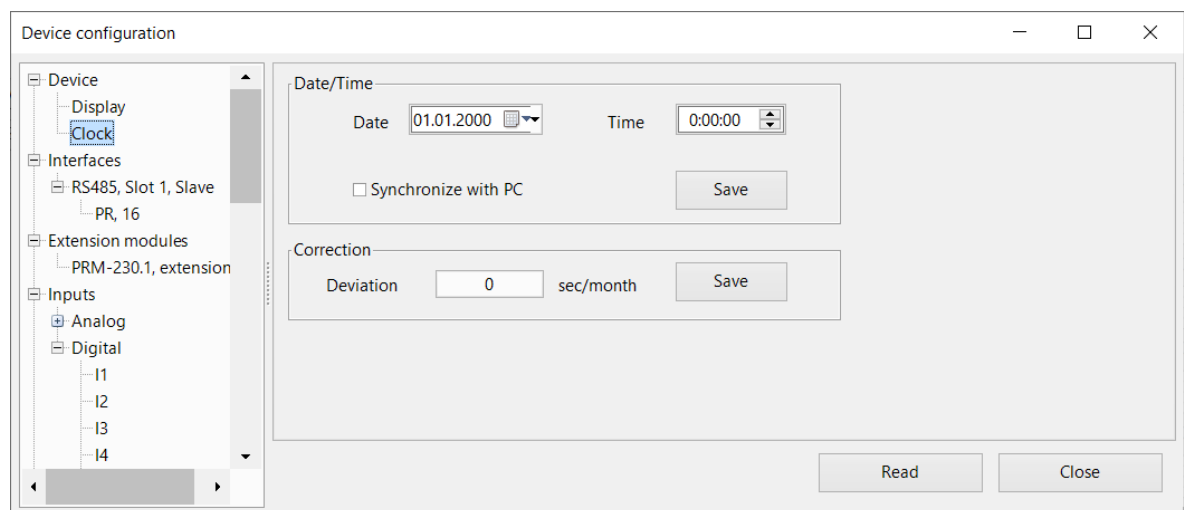 Device configuration
Device
Display
Clock
Interfaces
RS485, Slot 1, Slave
PR, 16
Extension modules
PRM-230.1, extension
Inputs
Analog
Digital
I1
I2
I3
I4
Date/Time
Date 01.01.2000 Time 0:00:00
Synchronize with PC Save
Correction
Deviation 0 sec/month Save
Read Close